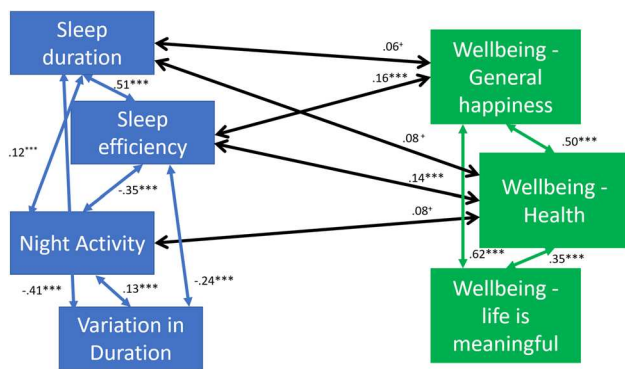 Sleep
duration
.06⁺
Wellbeing -
General
happiness
.51***
.16***
Sleep
efficiency
.12***
.08⁺
.50***
-.35***
.14***
Wellbeing -
Health
.08⁺
Night Activity
-.41***
.13***
-.24***
.62***
.35***
Variation in
Duration
Wellbeing -
life is
meaningful